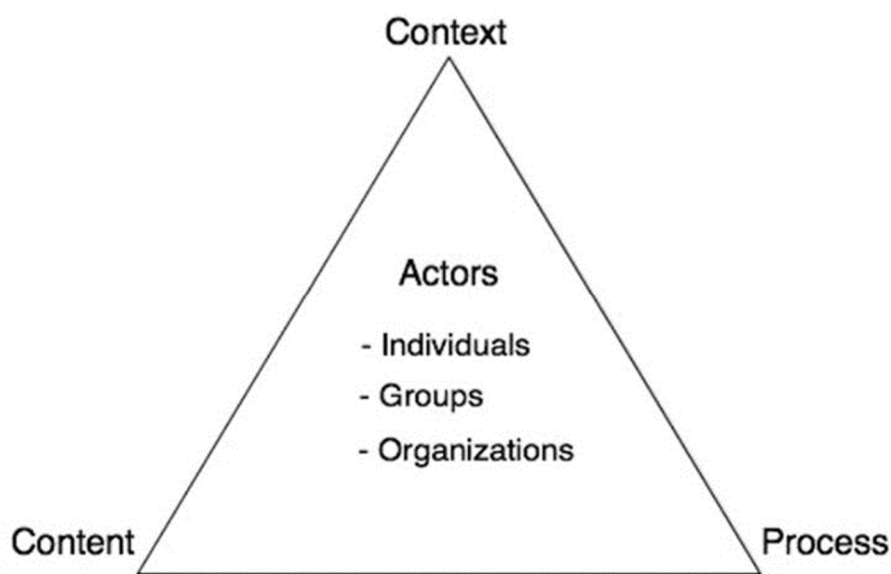 Context
Actors
- Individuals
- Groups
- Organizations
Content
Process